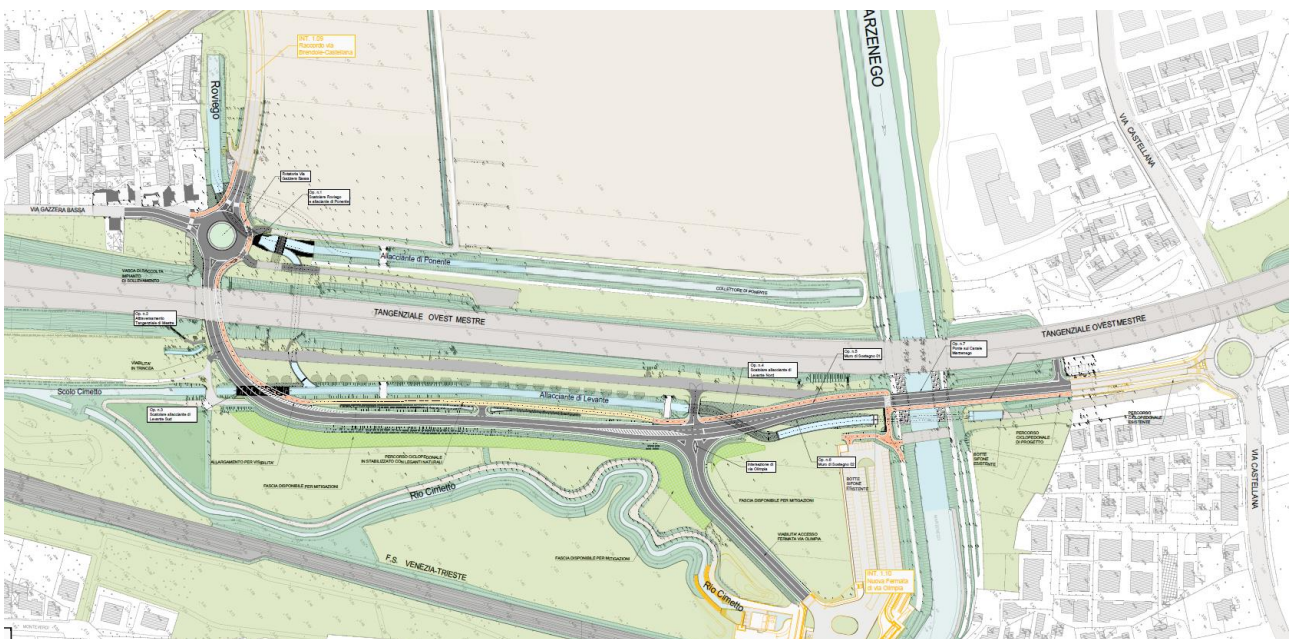 INT. 1.09
Raccordo via
Brendole-Castellana
Roviego
MARZENEGO
VIA CASTELLANA
Rotatoria Via
Gazzera Bassa
Op. n.1
Scatolare Roviego
e allacciante di Ponente
VIA GAZZERA BASSA
Allacciante di Ponente
COLLETTORE DI PONENTE
VASCA DI RACCOLTA
IMPIANTO
DI SOLLEVAMENTO
TANGENZIALE OVEST MESTRE
TANGENZIALE OVEST MESTRE
Op. n.2
Attraversamento
Tangenziale di Mestre
Op. n.7
Ponte sul Canale
Marzenego
Op. n.5
Muro di Sostegno 01
Op. n.4
Scatolare allacciante di
Levante Nord
VIABILITA'
IN TRINCEA
Scolo Cimetto
Allacciante di Levante
Op. n.3
Scatolare allacciante di
Levante Sud
PERCORSO
CICLOPEDONALE
ESISTENTE
PERCORSO
CICLOPEDONALE
DI PROGETTO
BOTTE
SIFONE
ESISTENTE
ALLARGAMENTO PER VISIBILITA'
PERCORSO CICLOPEDONALE
IN STABILIZZATO CON LEGANTI NATURALI
Intersezione di
via Olimpia
Op. n.6
Muro di Sostegno 02
VIA CASTELLANA
FASCIA DISPONIBILE PER MITIGAZIONI
Rio Cimetto
FASCIA DISPONIBILE PER MITIGAZIONI
BOTTE
SIFONE
ESISTENTE
VIABILITA' ACCESSO
FERMATA VIA OLIMPIA
FASCIA DISPONIBILE PER MITIGAZIONI
F.S. VENEZIA-TRIESTE
Rio Cimetto
INT. 1.10
Nuova Fermata
di via Olimpia